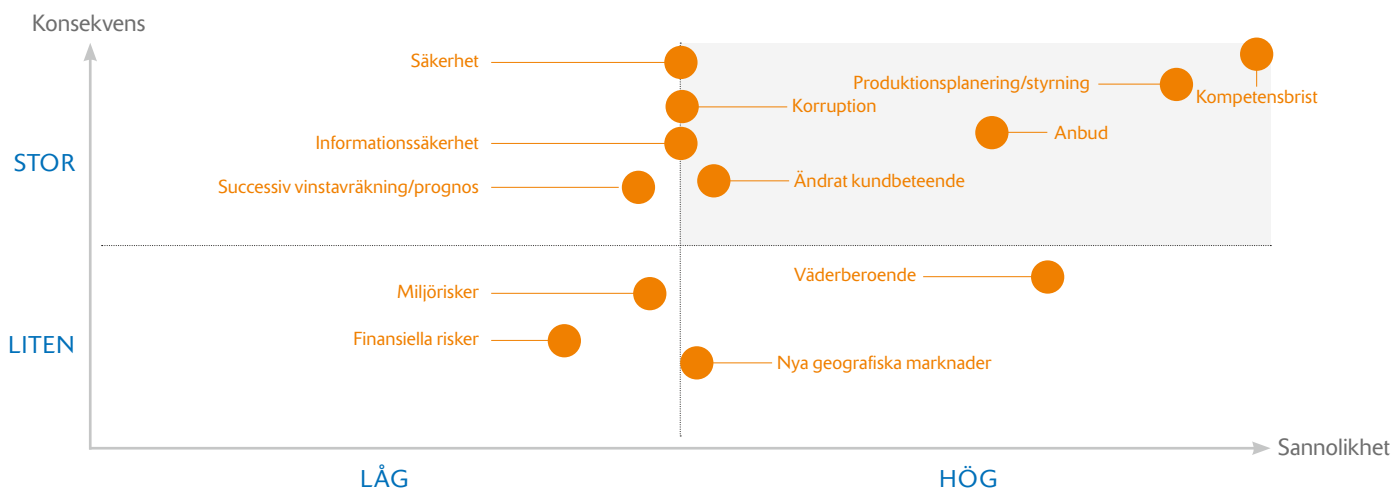 Konsekvens
Säkerhet
Produktionsplanering/styrning
Kompetensbrist
Korruption
Anbud
Informationssäkerhet
STOR
Successiv vinstavräkning/prognos
Ändrat kundbeteende
Väderberoende
Miljörisker
Finansiella risker
LITEN
Nya geografiska marknader
Sannolikhet
LÅG
HÖG